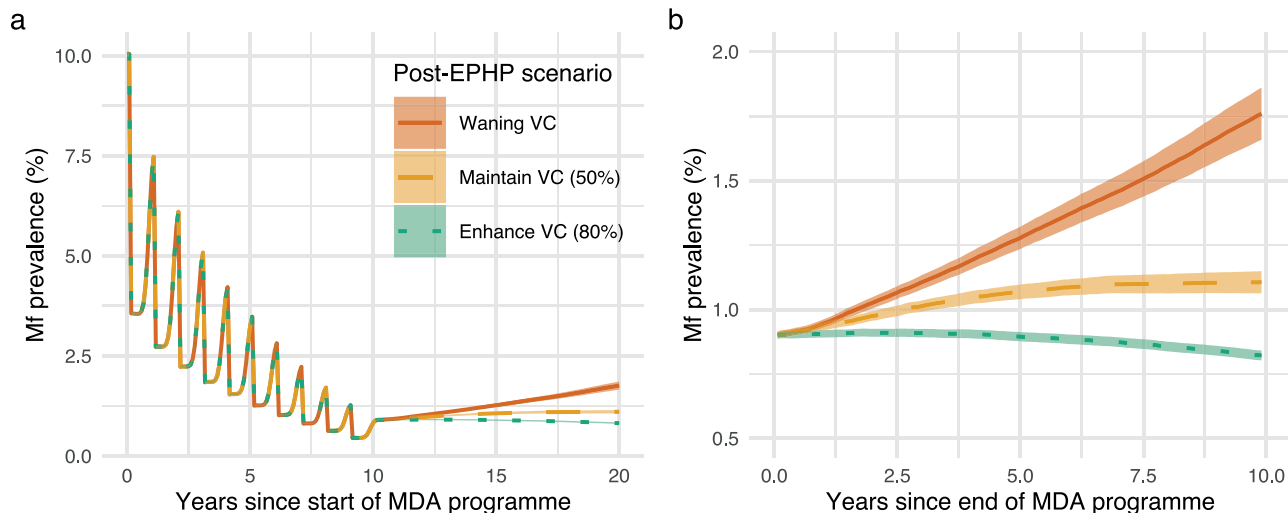 a
Mf prevalence (%)
10.0
7.5
5.0
2.5
0.0
Post-EPHP scenario
Waning VC
Maintain VC (50%)
Enhance VC (80%)
0
5
10
15
20
Years since start of MDA programme
b
Mf prevalence (%)
2.0
1.5
1.0
0.5
0.0
2.5
5.0
7.5
10.0
Years since end of MDA programme